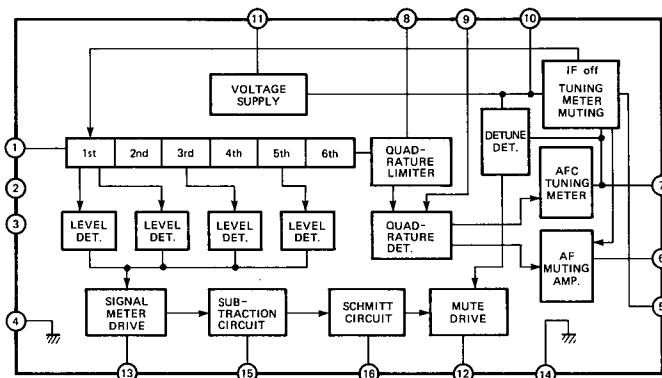 11
8
9
10
VOLTAGE
SUPPLY
IF off
TUNING
METER
MUTING
1
1st
2nd
3rd
4th
5th
6th
QUAD-
RATURE
LIMITER
DETUNE
DET.
2
3
LEVEL
DET.
LEVEL
DET.
LEVEL
DET.
LEVEL
DET.
QUAD-
RATURE
DET.
AFC
TUNING
METER
7
AF
MUTING
AMP.
6
5
4
SIGNAL
METER
DRIVE
SUB-
TRACTION
CIRCUIT
SCHMITT
CIRCUIT
MUTE
DRIVE
13
15
16
12
14